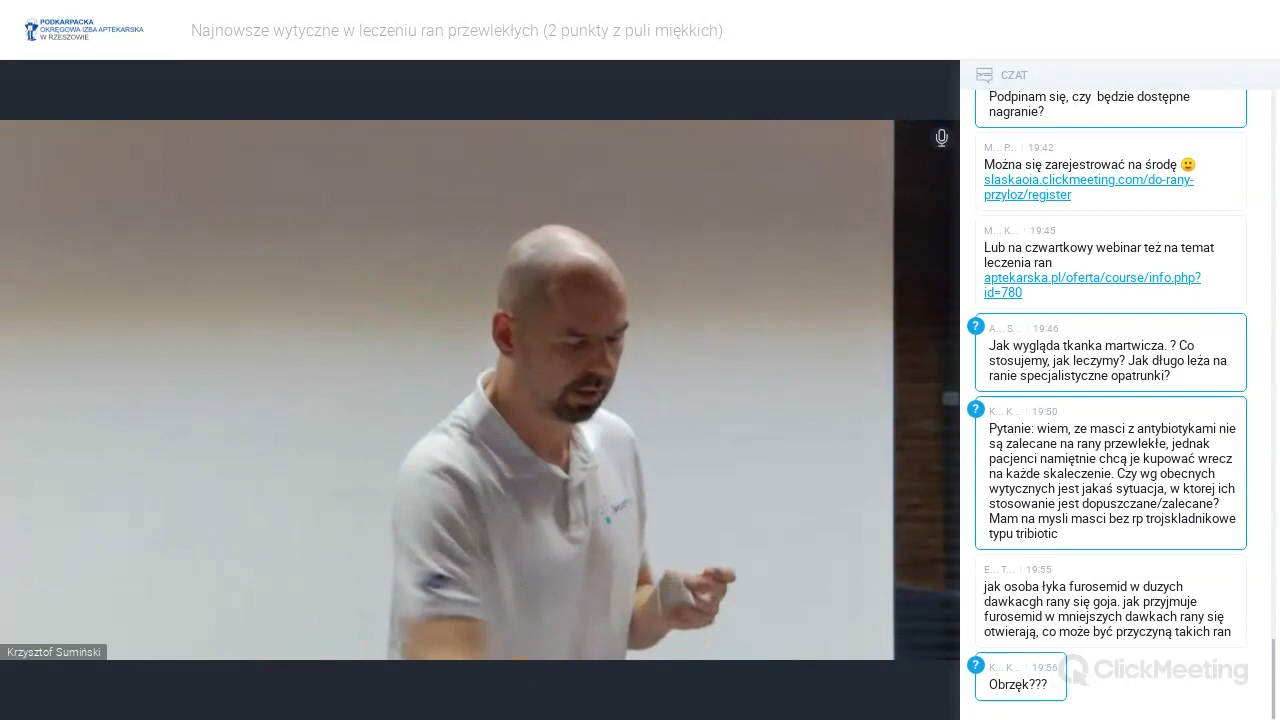 PODKARPACKA
OKRĘGOWA IZBA APTEKARSKA
W RZESZOWIE
Najnowsze wytyczne w leczeniu ran przewlekłych (2 punkty z puli miękkich)
CZAT
Podpinam się, czy będzie dostępne
nagranie?
M... P... 19:42
Można się zarejestrować na środę 🙂
slaskaoia.clickmeeting.com/do-rany-
przyloz/register
M... K... 19:45
Lub na czwartkowy webinar też na temat
leczenia ran
aptekarska.pl/oferta/course/info.php?
id=780
?
A... S... 19:46
Jak wygląda tkanka martwicza. ? Co
stosujemy, jak leczymy? Jak długo leża na
ranie specjalistyczne opatrunki?
?
K... K... 19:50
Pytanie: wiem, ze masci z antybiotykami nie
są zalecane na rany przewlekłe, jednak
pacjenci namiętnie chcą je kupować wrecz
na każde skaleczenie. Czy wg obecnych
wytycznych jest jakaś sytuacja, w ktorej ich
stosowanie jest dopuszczane/zalecane?
Mam na mysli masci bez rp trojskladnikowe
typu tribiotic
E... T... 19:55
jak osoba łyka furosemid w duzych
dawkacgh rany się goja. jak przyjmuje
furosemid w mniejszych dawkach rany się
otwierają, co może być przyczyną takich ran
?
K... K... 19:56
Obrzęk???
ClickMeeting
Krzysztof Sumiński